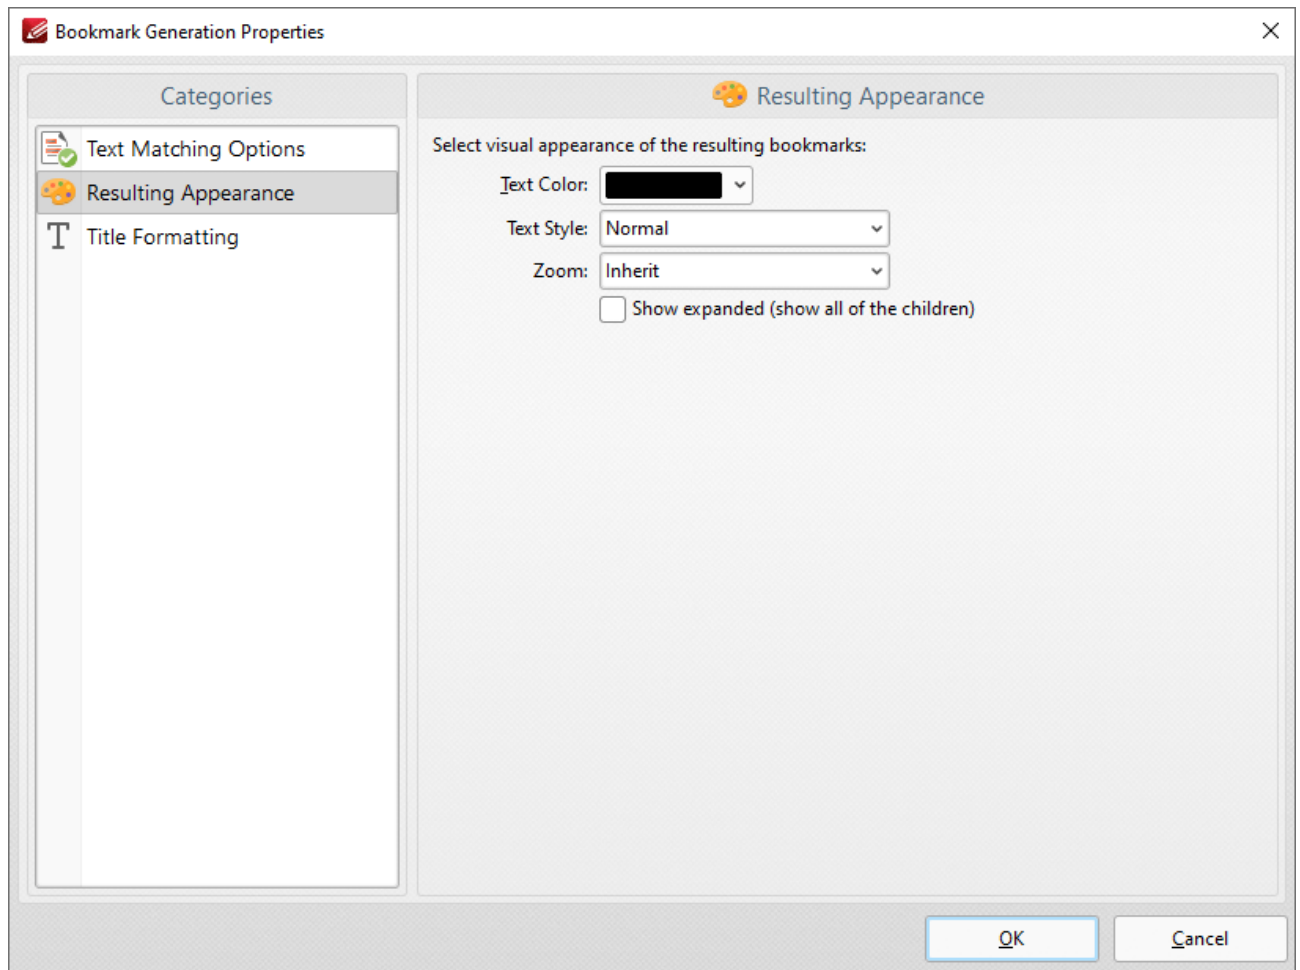 Bookmark Generation Properties
Categories
Text Matching Options
Resulting Appearance
Title Formatting
Resulting Appearance
Select visual appearance of the resulting bookmarks:
Text Color:
Text Style: Normal
Zoom: Inherit
Show expanded (show all of the children)
OK Cancel